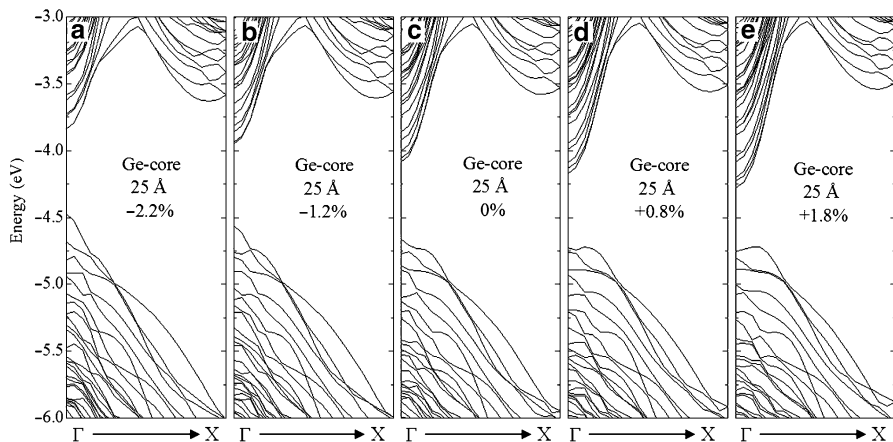 a b c d e
Energy (eV)
−3.0
−3.5
−4.0
−4.5
−5.0
−5.5
−6.0
Ge-core
25 Å
−2.2%
Ge-core
25 Å
−1.2%
Ge-core
25 Å
0%
Ge-core
25 Å
+0.8%
Ge-core
25 Å
+1.8%
Γ X Γ X Γ X Γ X Γ X